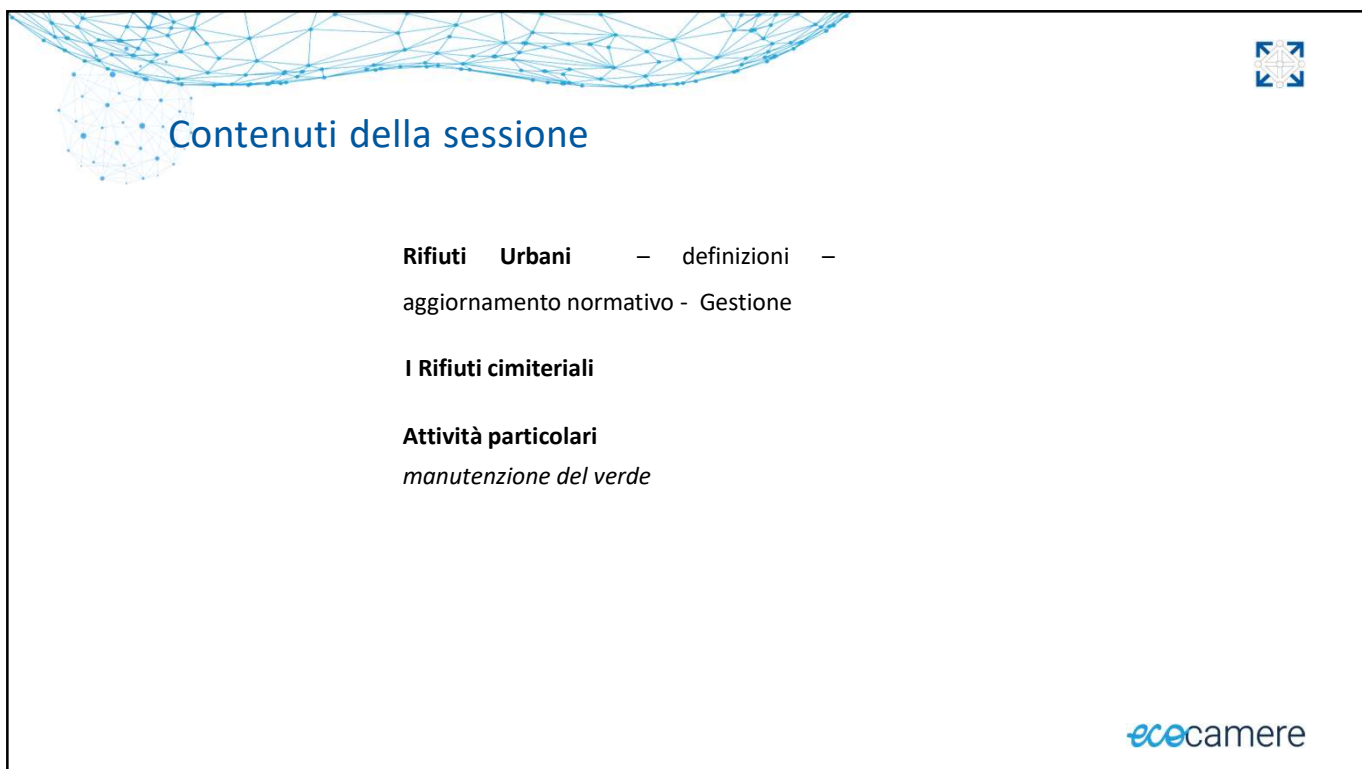 Contenuti della sessione
Rifiuti Urbani – definizioni –
aggiornamento normativo - Gestione
I Rifiuti cimiteriali
Attività particolari
manutenzione del verde
ecocamere